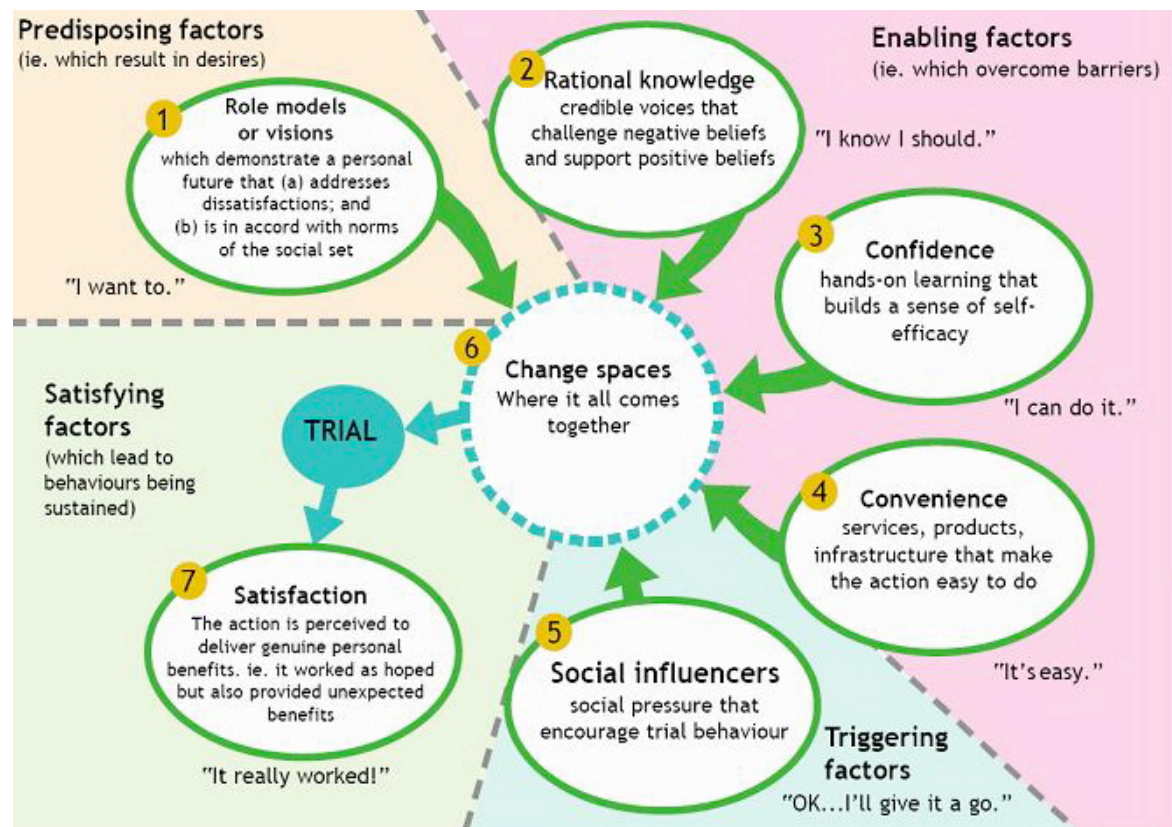 Predisposing factors
(ie. which result in desires)
1
Role models
or visions
which demonstrate a personal
future that (a) addresses
dissatisfactions; and
(b) is in accord with norms
of the social set
"I want to."
Enabling factors
(ie. which overcome barriers)
2
Rational knowledge
credible voices that
challenge negative beliefs
and support positive beliefs
"I know I should."
3
Confidence
hands-on learning that
builds a sense of self-
efficacy
"I can do it."
4
Convenience
services, products,
infrastructure that make
the action easy to do
"It's easy."
Triggering
factors
"OK...I'll give it a go."
5
Social influencers
social pressure that
encourage trial behaviour
6
Change spaces
Where it all comes
together
Satisfying
factors
(which lead to
behaviours being
sustained)
TRIAL
7
Satisfaction
The action is perceived to
deliver genuine personal
benefits. ie. it worked as hoped
but also provided unexpected
benefits
"It really worked!"